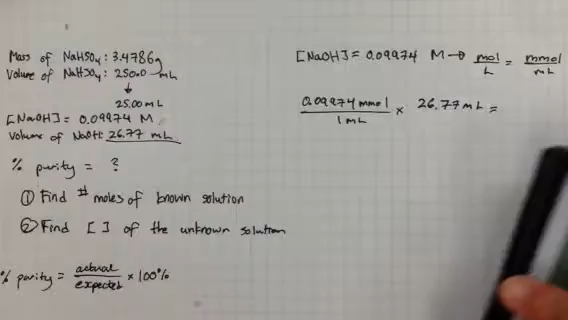 Mass of NaHSO4: 3.4786g
Volume of NaHSO4: 250.0 mL
↓
25.00 mL
[NaOH] = 0.09974 M
Volume of NaOH: 26.77 mL
% purity = ?
① Find # moles of known solution
② Find [ ] of the unknown solution
% purity = actual/expected × 100%
[NaOH] = 0.09974 M → mol/L = mmol/mL
0.09974 mmol/1 mL × 26.77 mL =